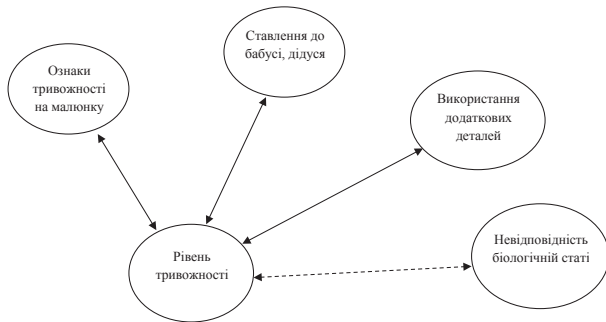 Ознаки
тривожності
на малюнку
Ставлення до
бабусі, дідуся
Використання
додаткових
деталей
Рівень
тривожності
Невідповідність
біологічній статі